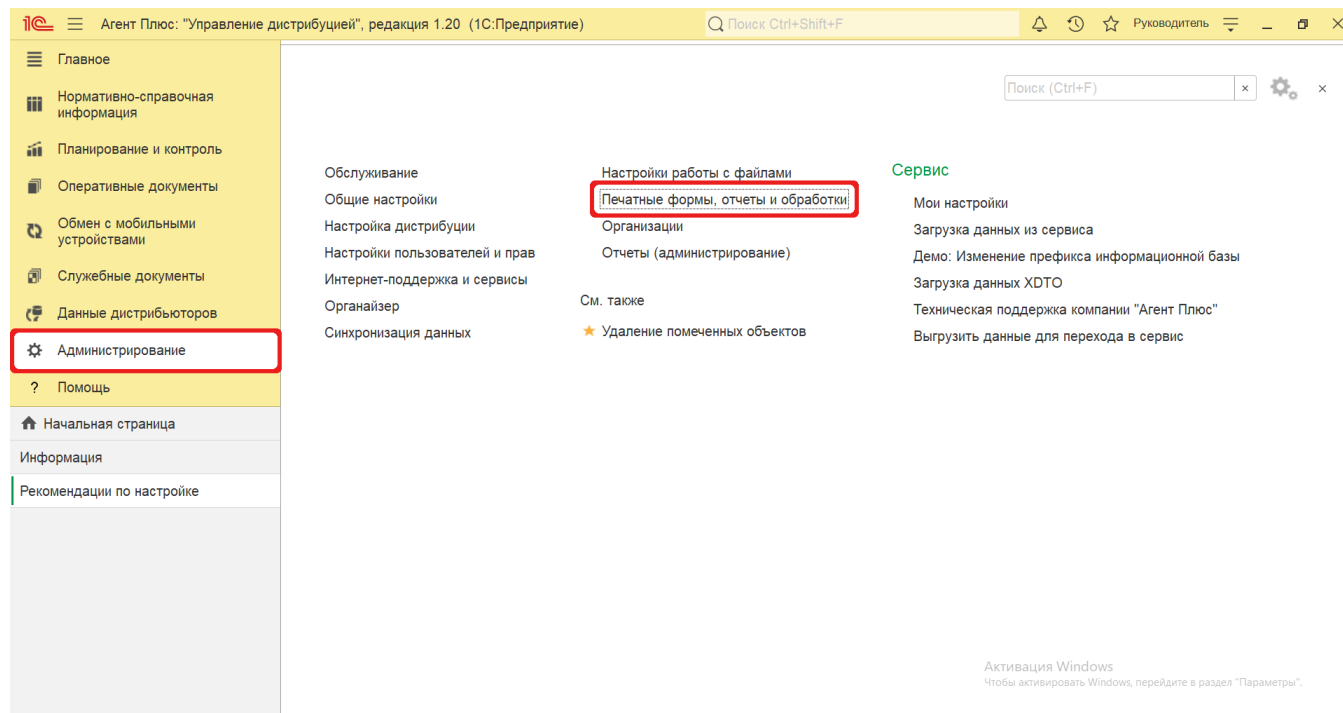 1С Агент Плюс: "Управление дистрибуцией", редакция 1.20 (1С:Предприятие)
Поиск Ctrl+Shift+F
Руководитель
Главное
Нормативно-справочная
информация
Планирование и контроль
Оперативные документы
Обмен с мобильными
устройствами
Служебные документы
Данные дистрибьюторов
Администрирование
? Помощь
Начальная страница
Информация
Рекомендации по настройке
Поиск (Ctrl+F)
Обслуживание
Общие настройки
Настройка дистрибуции
Настройки пользователей и прав
Интернет-поддержка и сервисы
Органайзер
Синхронизация данных
Настройки работы с файлами
Печатные формы, отчеты и обработки
Организации
Отчеты (администрирование)
См. также
Удаление помеченных объектов
Сервис
Мои настройки
Загрузка данных из сервиса
Демо: Изменение префикса информационной базы
Загрузка данных XDTO
Техническая поддержка компании "Агент Плюс"
Выгрузить данные для перехода в сервис
Активация Windows
Чтобы активировать Windows, перейдите в раздел "Параметры".